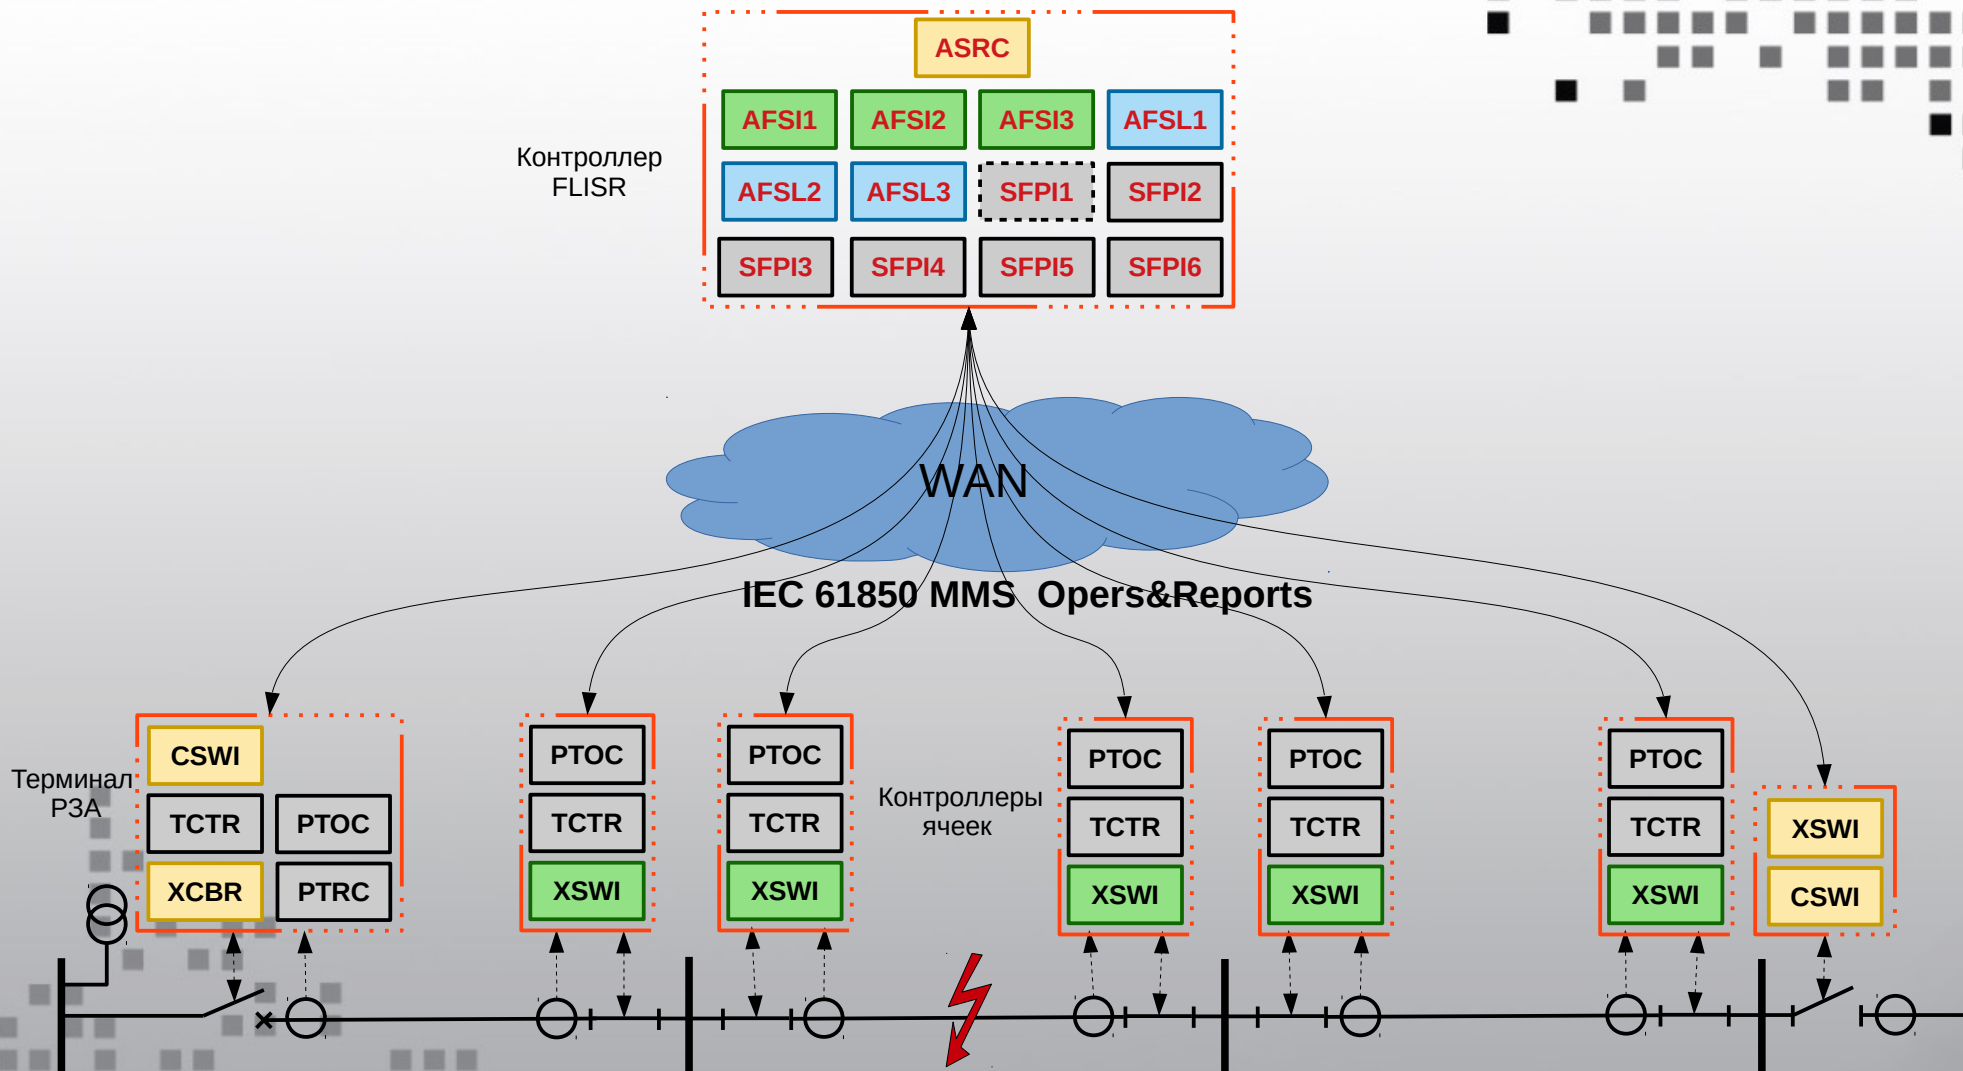 ASRC
AFSI1 AFSI2 AFSI3 AFSL1
Контроллер
FLISR
AFSL2 AFSL3 SFPI1 SFPI2
SFPI3 SFPI4 SFPI5 SFPI6
WAN
IEC 61850 MMS Opers&Reports
Терминал
РЗА
CSWI
TCTR PTOC
XCBR PTRC
PTOC
TCTR
XSWI
PTOC
TCTR
XSWI
Контроллеры
ячеек
PTOC
TCTR
XSWI
PTOC
TCTR
XSWI
PTOC
TCTR
XSWI
XSWI
CSWI